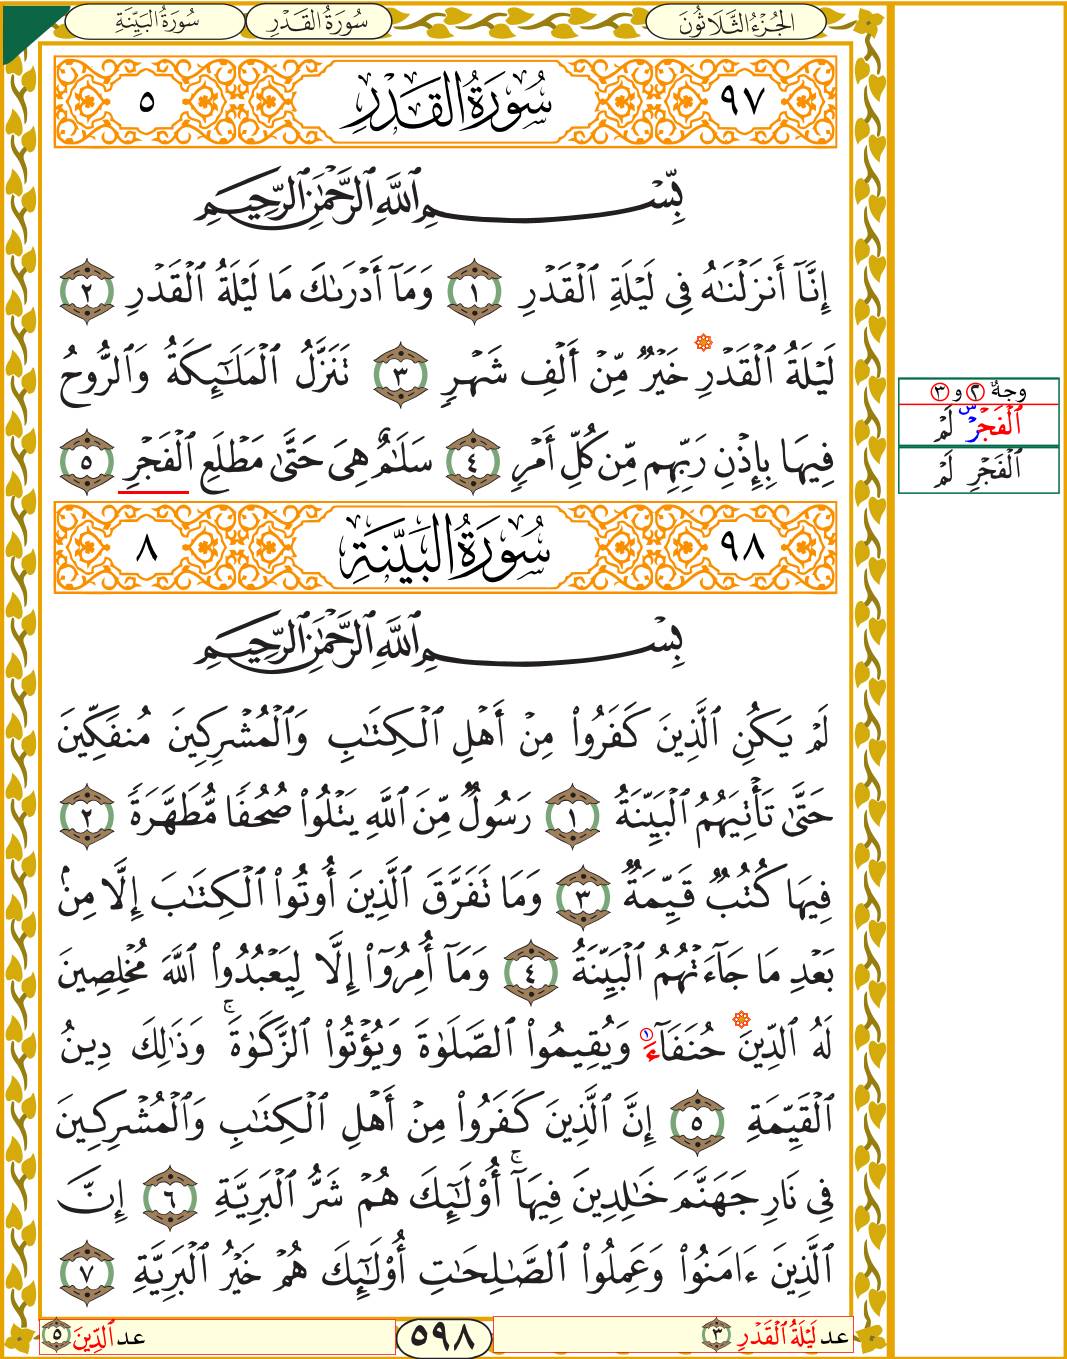 سُورَةُ البَيِّنَةِ سُورَةُ القَدْرِ الجُزْءُ الثَّلَاثُونَ
٩٧ سُورَةُ القَدْرِ ٥
بِّسْمِ ٱللَّهِ ٱلرَّحْمَٰنِ ٱلرَّحِيمِ
إِنَّآ أَنزَلْنَٰهُ فِى لَيْلَةِ ٱلْقَدْرِ ١ وَمَآ أَدْرَىٰكَ مَا لَيْلَةُ ٱلْقَدْرِ ٢
لَيْلَةُ ٱلْقَدْرِ خَيْرٌ مِّنْ أَلْفِ شَهْرٍ ٣ تَنَزَّلُ ٱلْمَلَٰٓئِكَةُ وَٱلرُّوحُ
فِيهَا بِإِذْنِ رَبِّهِم مِّن كُلِّ أَمْرٍ ٤ سَلَٰمٌ هِىَ حَتَّىٰ مَطْلَعِ ٱلْفَجْرِ ٥
٩٨ سُورَةُ البَيِّنَةِ ٨
بِسْمِ ٱللَّهِ ٱلرَّحْمَٰنِ ٱلرَّحِيمِ
لَمْ يَكُنِ ٱلَّذِينَ كَفَرُوا۟ مِنْ أَهْلِ ٱلْكِتَٰبِ وَٱلْمُشْرِكِينَ مُنفَكِّينَ
حَتَّىٰ تَأْتِيَهُمُ ٱلْبَيِّنَةُ ١ رَسُولٌ مِّنَ ٱللَّهِ يَتْلُوا۟ صُحُفًا مُّطَهَّرَةً ٢
فِيهَا كُتُبٌ قَيِّمَةٌ ٣ وَمَا تَفَرَّقَ ٱلَّذِينَ أُوتُوا۟ ٱلْكِتَٰبَ إِلَّا مِنۢ
بَعْدِ مَا جَآءَتْهُمُ ٱلْبَيِّنَةُ ٤ وَمَآ أُمِرُوٓا۟ إِلَّا لِيَعْبُدُوا۟ ٱللَّهَ مُخْلِصِينَ
لَهُ ٱلدِّينَ حُنَفَآءَ ١ وَيُقِيمُوا۟ ٱلصَّلَوٰةَ وَيُؤْتُوا۟ ٱلزَّكَوٰةَ ۚ وَذَٰلِكَ دِينُ
ٱلْقَيِّمَةِ ٥ إِنَّ ٱلَّذِينَ كَفَرُوا۟ مِنْ أَهْلِ ٱلْكِتَٰبِ وَٱلْمُشْرِكِينَ
فِى نَارِ جَهَنَّمَ خَٰلِدِينَ فِيهَآ ۚ أُو۟لَٰٓئِكَ هُمْ شَرُّ ٱلْبَرِيَّةِ ٦ إِنَّ
ٱلَّذِينَ ءَامَنُوا۟ وَعَمِلُوا۟ ٱلصَّٰلِحَٰتِ أُو۟لَٰٓئِكَ هُمْ خَيْرُ ٱلْبَرِيَّةِ ٧
عد لَيْلَةُ ٱلْقَدْرِ ٣ ٥٩٨ عد ٱلدِّينَ ٥
وجهٌ ٢ و ٣
ٱلْفَجْرِ س لَمْ
ٱلْفَجْرِ لَمْ